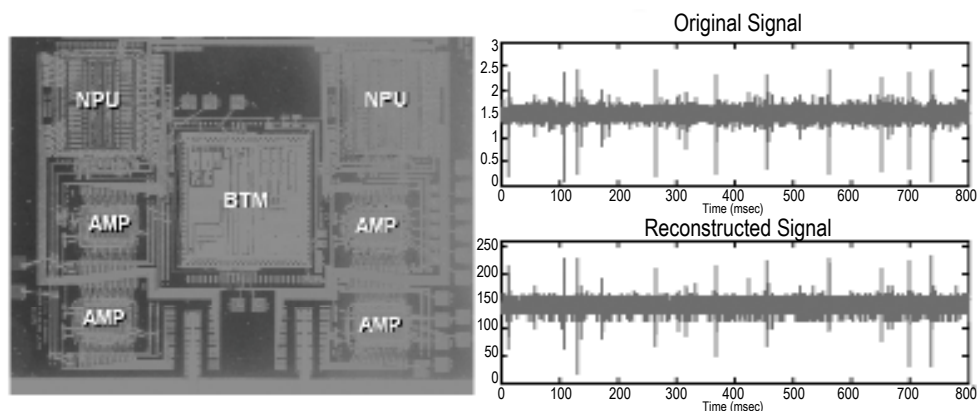 NPU
NPU
BTM
AMP
AMP
AMP
AMP
Original Signal
3
2.5
2
1.5
1
0.5
0
0 100 200 300 400 500 600 700 800
Time (msec)
Reconstructed Signal
250
200
150
100
50
0
0 100 200 300 400 500 600 700 800
Time (msec)